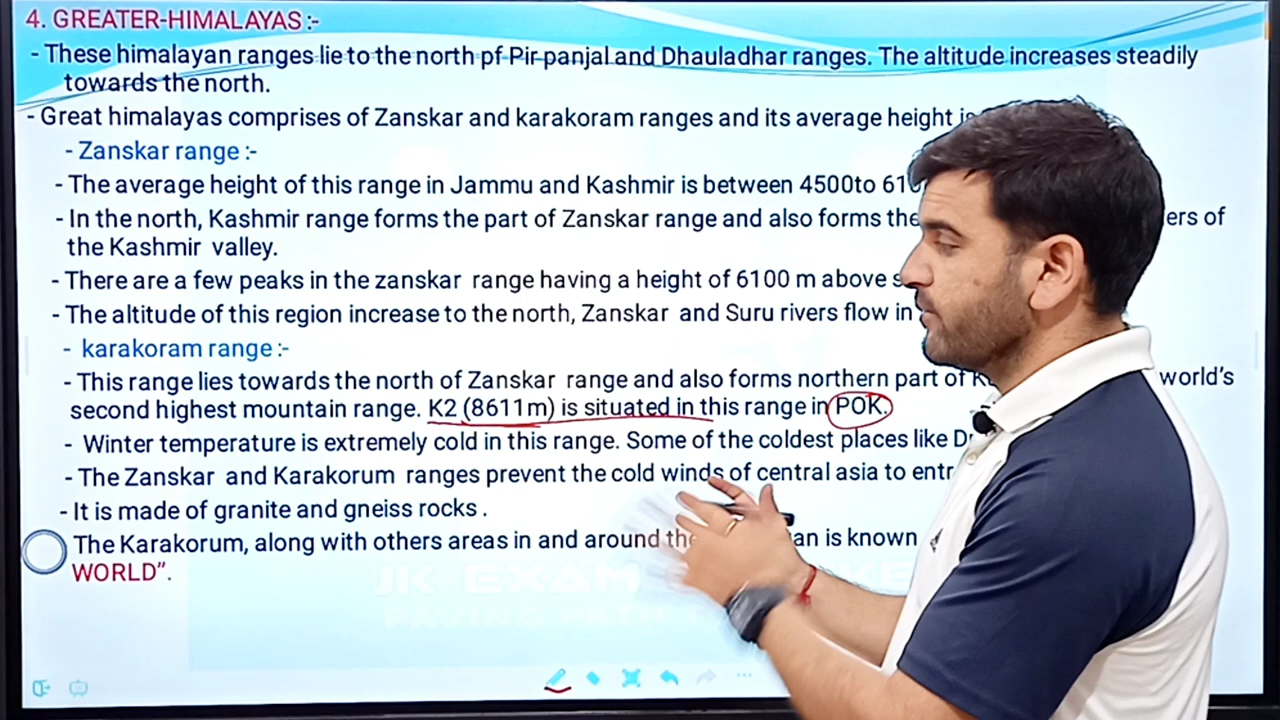 4. GREATER-HIMALAYAS :-
- These himalayan ranges lie to the north pf Pir panjal and Dhauladhar ranges. The altitude increases steadily
towards the north.
- Great himalayas comprises of Zanskar and karakoram ranges and its average height is
- Zanskar range :-
- The average height of this range in Jammu and Kashmir is between 4500to
- In the north, Kashmir range forms the part of Zanskar range and also forms the of
the Kashmir valley.
- There are a few peaks in the zanskar range having a height of 6100 m above
- The altitude of this region increase to the north, Zanskar and Suru rivers flow in
- karakoram range :-
- This range lies towards the north of Zanskar range and also forms northern part of world's
second highest mountain range. K2 (8611m) is situated in this range in POK.
- Winter temperature is extremely cold in this range. Some of the coldest places like
- The Zanskar and Karakorum ranges prevent the cold winds of central asia to
- It is made of granite and gneiss rocks .
The Karakorum, along with others areas in and around is known
WORLD".
JK EXAM
PAVING